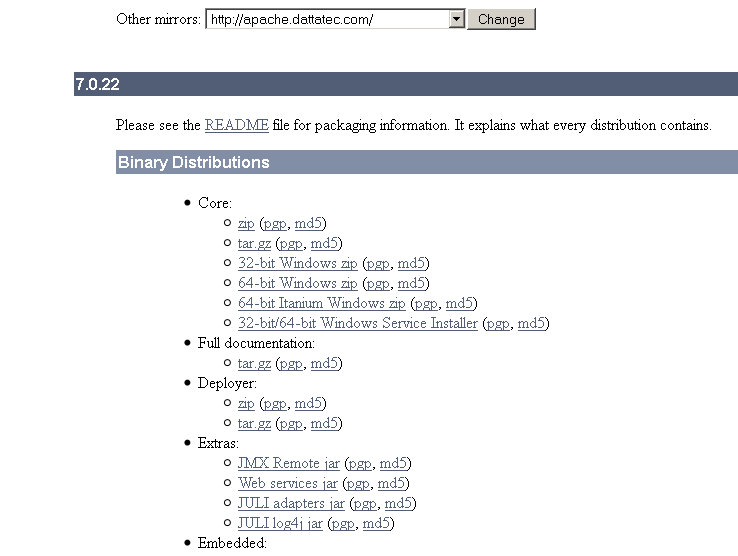 Other mirrors: http://apache.dattatec.com/ Change
7.0.22
Please see the README file for packaging information. It explains what every distribution contains.
Binary Distributions
Core:
zip (pgp, md5)
tar.gz (pgp, md5)
32-bit Windows zip (pgp, md5)
64-bit Windows zip (pgp, md5)
64-bit Itanium Windows zip (pgp, md5)
32-bit/64-bit Windows Service Installer (pgp, md5)
Full documentation:
tar.gz (pgp, md5)
Deployer:
zip (pgp, md5)
tar.gz (pgp, md5)
Extras:
JMX Remote jar (pgp, md5)
Web services jar (pgp, md5)
JULI adapters jar (pgp, md5)
JULI log4j jar (pgp, md5)
Embedded: